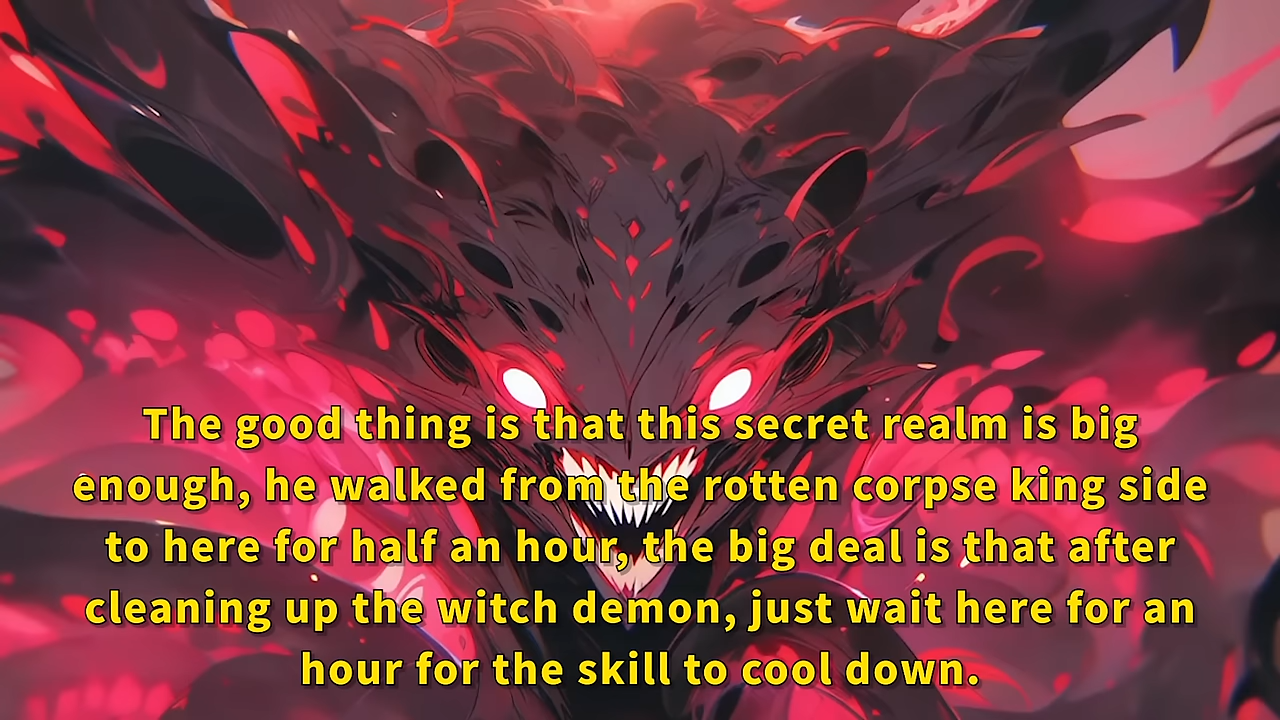 The good thing is that this secret realm is big
enough, he walked from the rotten corpse king side
to here for half an hour, the big deal is that after
cleaning up the witch demon, just wait here for an
hour for the skill to cool down.